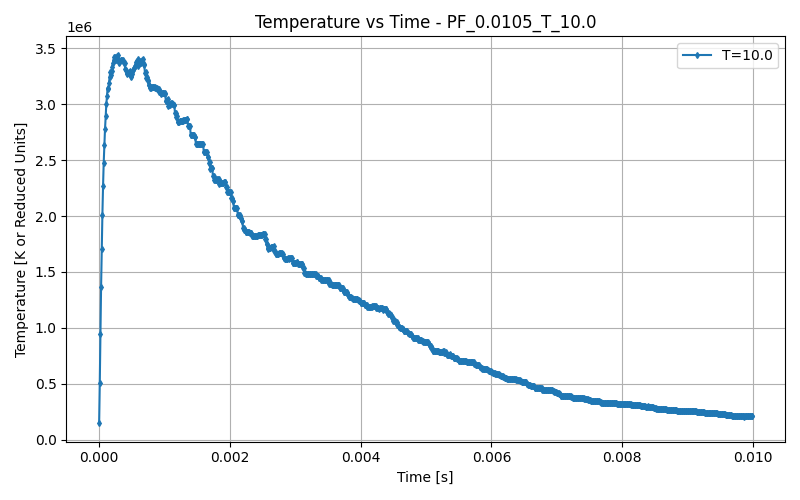 Temperature vs Time - PF_0.0105_T_10.0
1e6
T=10.0
3.5
3.0
2.5
2.0
1.5
1.0
0.5
0.0
Temperature [K or Reduced Units]
0.000 0.002 0.004 0.006 0.008 0.010
Time [s]